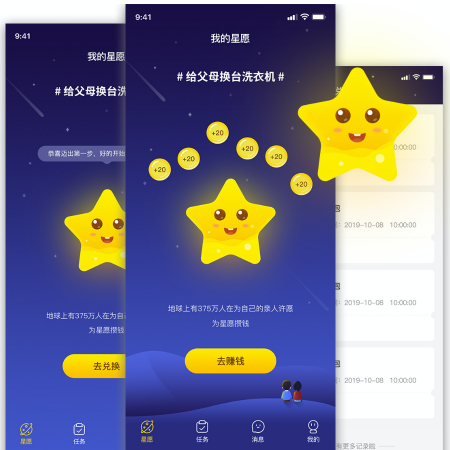 9:41
我的星愿
# 给父母换台洗
恭喜迈出第一步，好的开始
地球上有375万人在为自己
为星愿攒钱
去兑换
星愿
任务
9:41
我的星愿
# 给父母换台洗衣机 #
+20
+20
+20
+20
+20
+20
地球上有375万人在为自己的亲人许愿
为星愿攒钱
去赚钱
星愿
任务
消息
我的
10:00:00
2019-10-08 10:00:00
2019-10-08 10:00:00
2019-10-08 10:00:00
有更多记录啦